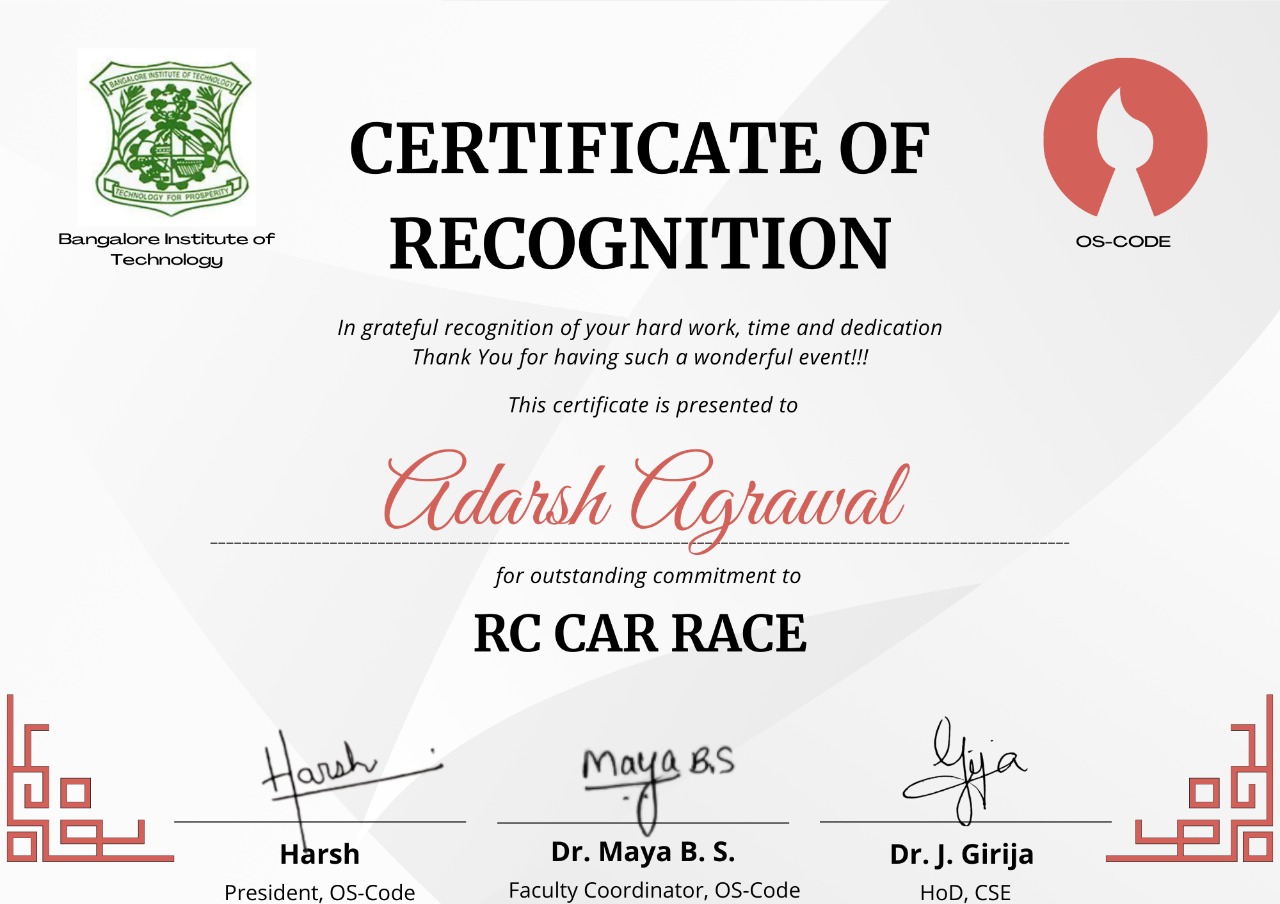 BANGALORE INSTITUTE OF TECHNOLOGY
TECHNOLOGY FOR PROSPERITY
Bangalore Institute of
Technology
OS-CODE
CERTIFICATE OF
RECOGNITION
In grateful recognition of your hard work, time and dedication
Thank You for having such a wonderful event!!!
This certificate is presented to
Adarsh Agrawal
for outstanding commitment to
RC CAR RACE
Harsh
Maya B.S
Girija
Harsh
Dr. Maya B. S.
Dr. J. Girija
President, OS-Code
Faculty Coordinator, OS-Code
HoD, CSE